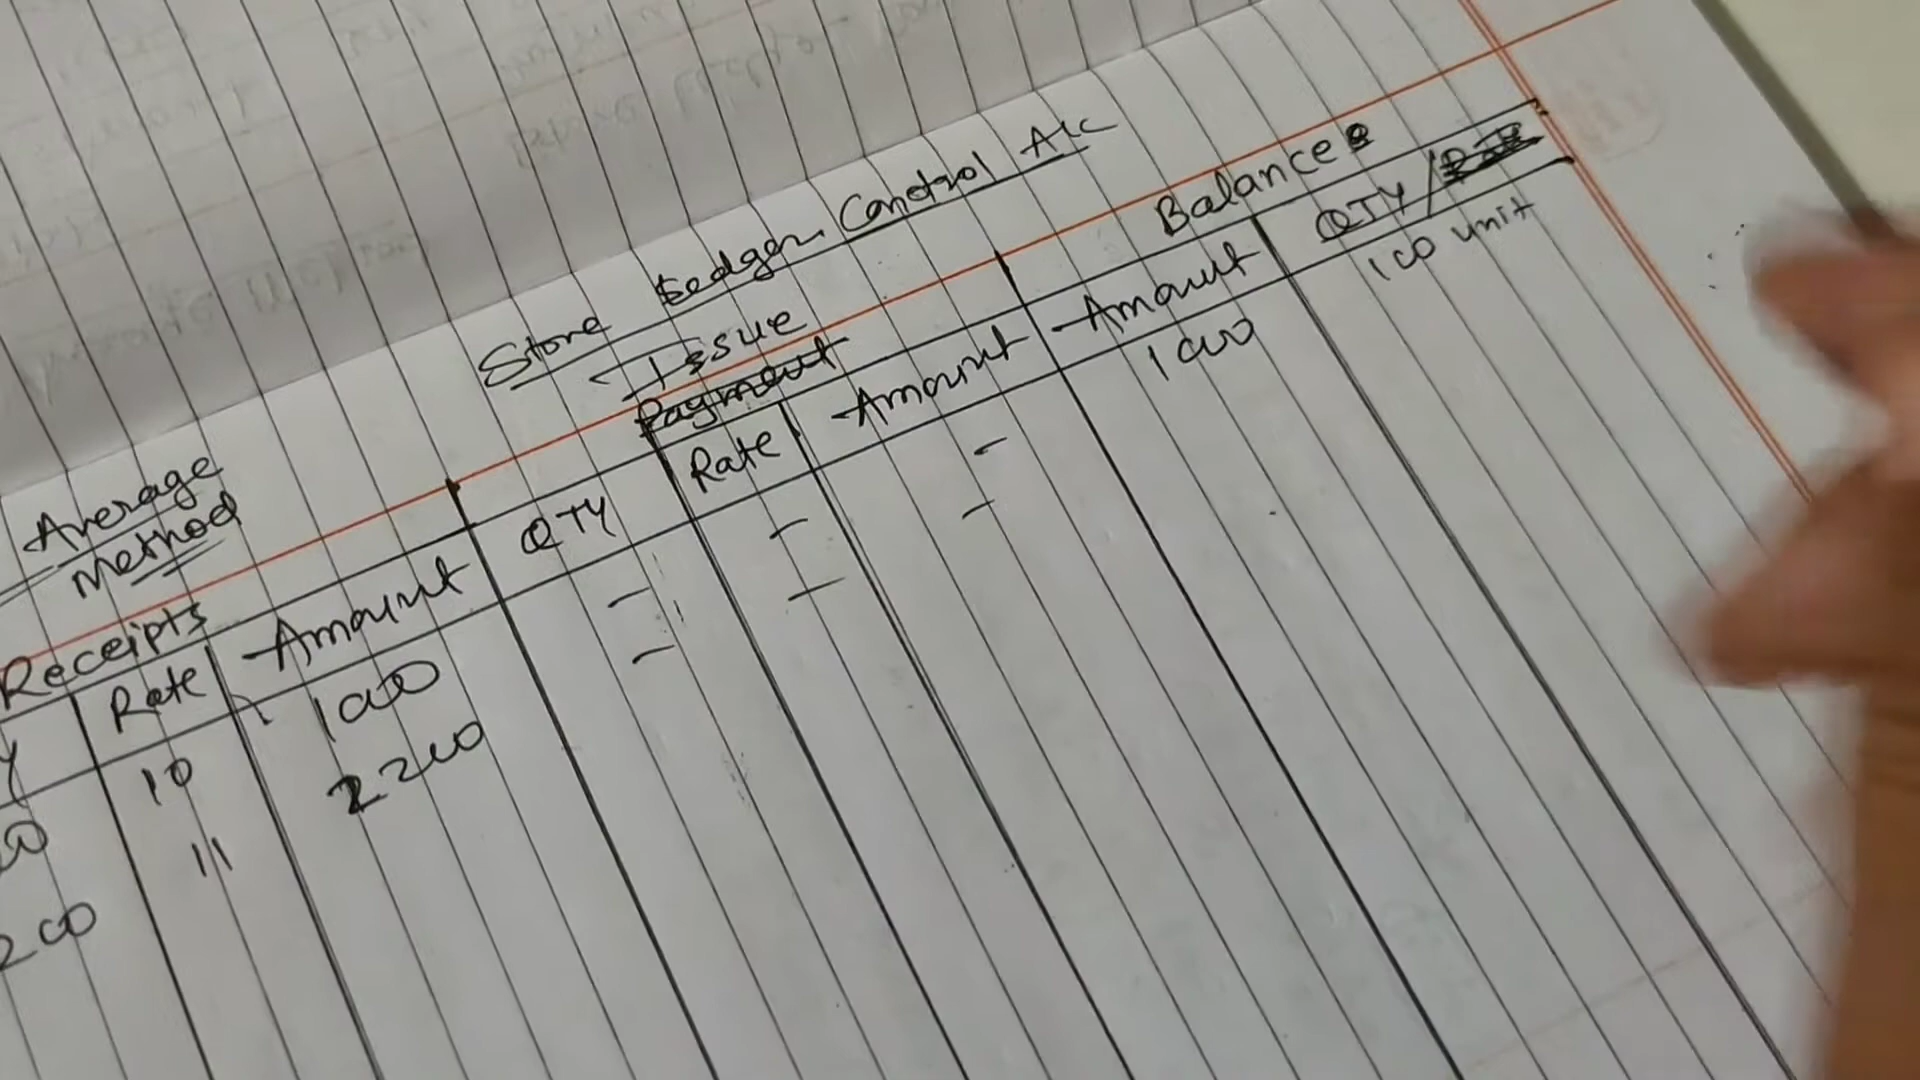 Store Ledger Control A/c
Average
Method
Receipts Issue Balance
Payment
Rate Amount QTY Rate Amount Amount QTY /
10 1000 - - - 1000 100 unit
200 11 2200 - - -